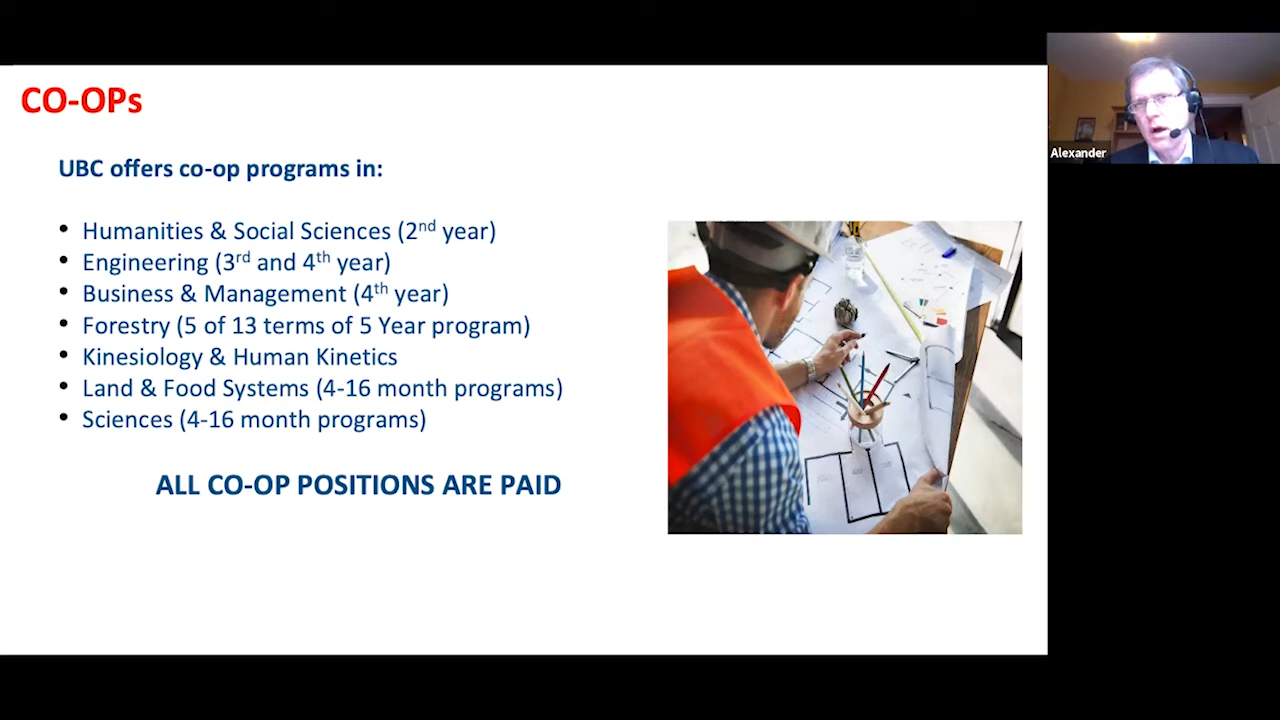 CO-OPs
UBC offers co-op programs in:
• Humanities & Social Sciences (2nd year)
• Engineering (3rd and 4th year)
• Business & Management (4th year)
• Forestry (5 of 13 terms of 5 Year program)
• Kinesiology & Human Kinetics
• Land & Food Systems (4-16 month programs)
• Sciences (4-16 month programs)
ALL CO-OP POSITIONS ARE PAID
Alexander